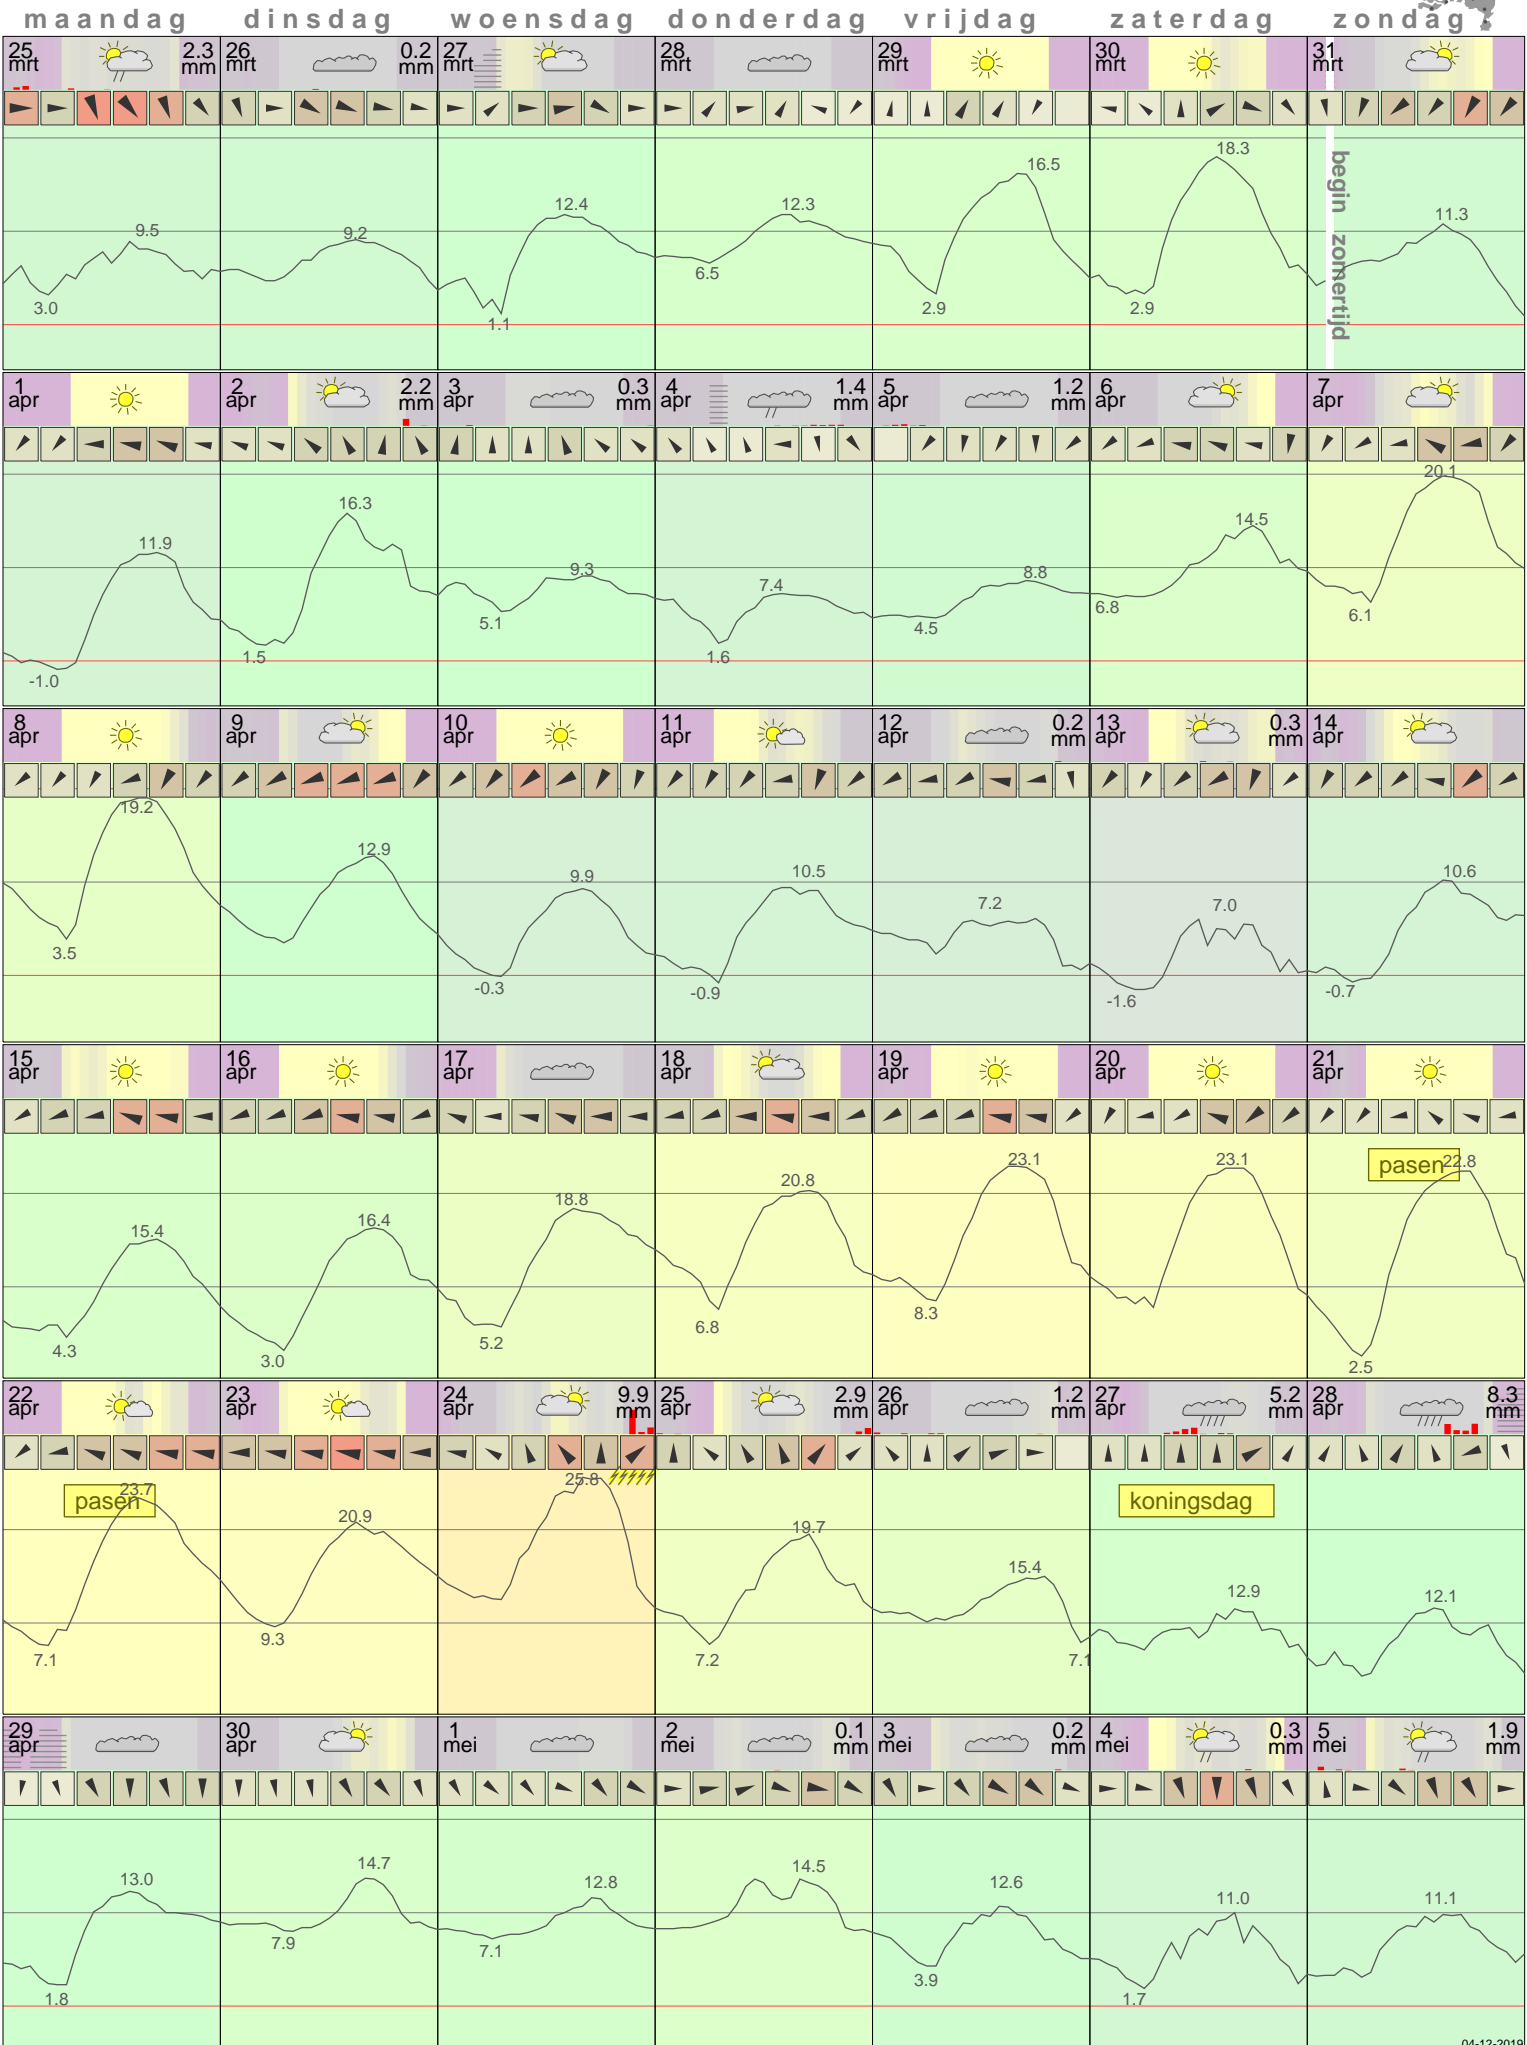 maandag dinsdag woensdag donderdag vrijdag zaterdag zondag
25 mrt 2.3 mm 26 mrt 0.2 mm 27 mrt 28 mrt 29 mrt 30 mrt 31 mrt
begin zomertijd
9.5 9.2 12.4 12.3 16.5 18.3 11.3
3.0 1.1 6.5 2.9 2.9
1 apr 2 apr 2.2 mm 3 apr 0.3 mm 4 apr 1.4 mm 5 apr 1.2 mm 6 apr 7 apr
11.9 16.3 9.3 7.4 8.8 14.5 20.1
-1.0 1.5 5.1 1.6 4.5 6.8 6.1
8 apr 9 apr 10 apr 11 apr 12 apr 0.2 mm 13 apr 0.3 mm 14 apr
19.2 12.9 9.9 10.5 7.2 7.0 10.6
3.5 -0.3 -0.9 -1.6 -0.7
15 apr 16 apr 17 apr 18 apr 19 apr 20 apr 21 apr
pasen
15.4 16.4 18.8 20.8 23.1 23.1 22.8
4.3 3.0 5.2 6.8 8.3 2.5
22 apr 23 apr 24 apr 9.9 mm 25 apr 2.9 mm 26 apr 1.2 mm 27 apr 5.2 mm 28 apr 8.3 mm
pasen koningsdag
23.7 20.9 25.8 19.7 15.4 12.9 12.1
7.1 9.3 7.2 7.1
29 apr 30 apr 1 mei 2 mei 0.1 mm 3 mei 0.2 mm 4 mei 0.3 mm 5 mei 1.9 mm
13.0 14.7 12.8 14.5 12.6 11.0 11.1
1.8 7.9 7.1 3.9 1.7
04-12-2019